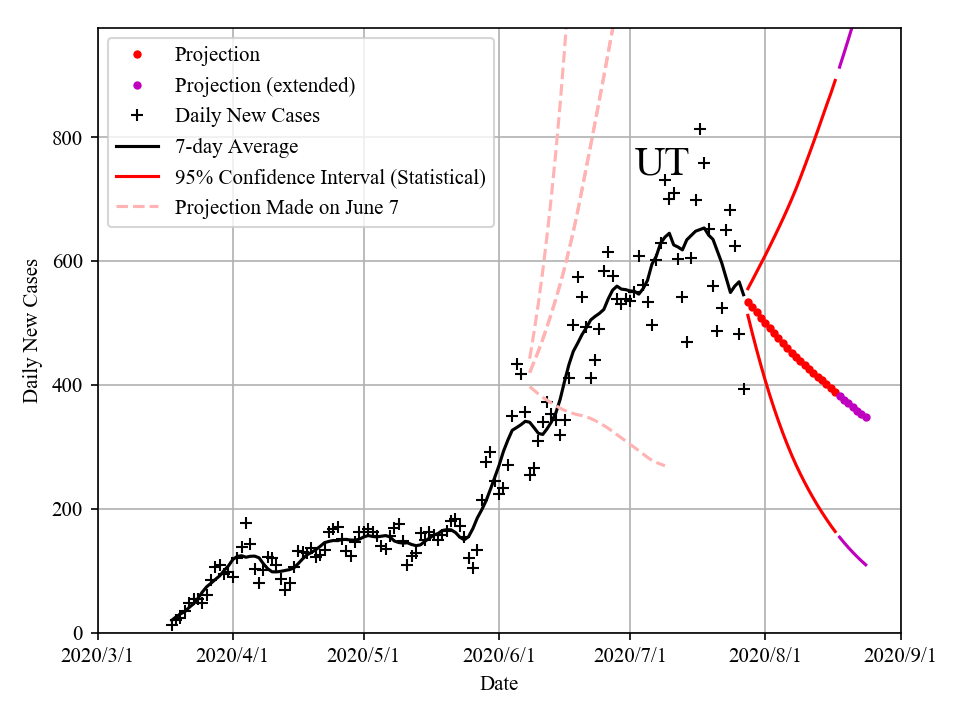 Projection
Projection (extended)
Daily New Cases
7-day Average
95% Confidence Interval (Statistical)
Projection Made on June 7
UT
Daily New Cases
800
600
400
200
0
2020/3/1 2020/4/1 2020/5/1 2020/6/1 2020/7/1 2020/8/1 2020/9/1
Date